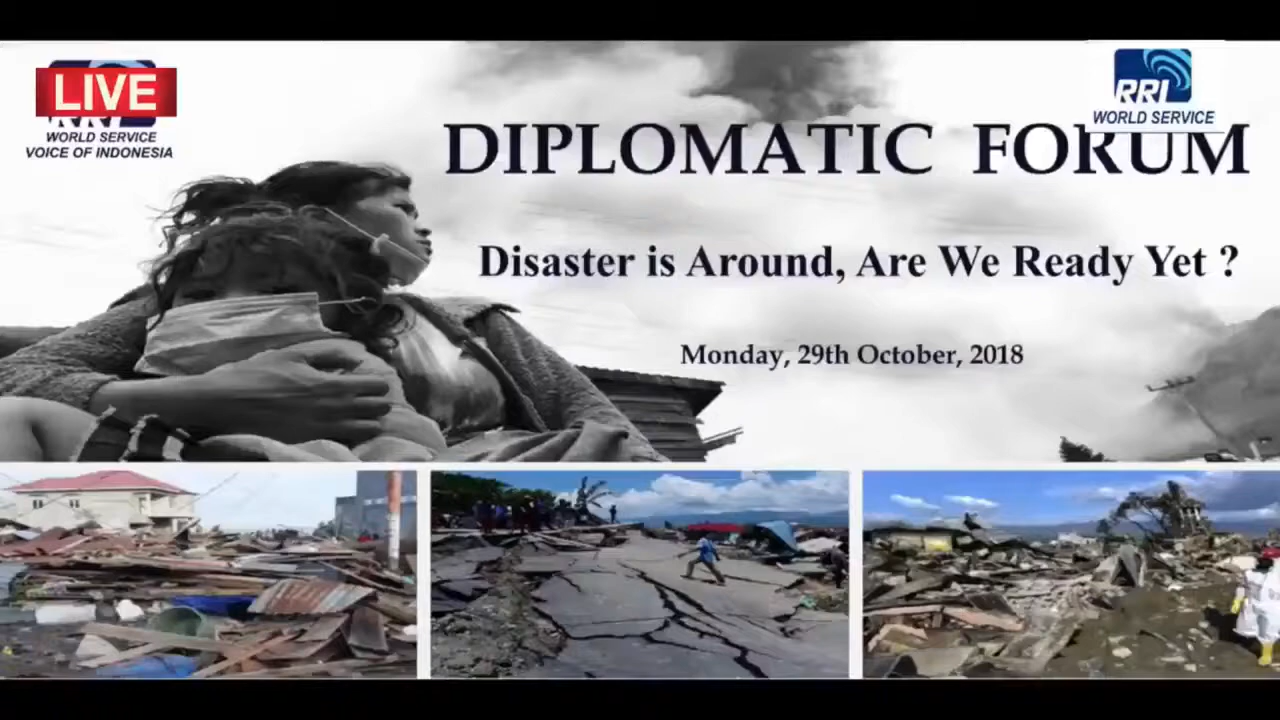 LIVE
WORLD SERVICE
VOICE OF INDONESIA
RRI
WORLD SERVICE
DIPLOMATIC FORUM
Disaster is Around, Are We Ready Yet ?
Monday, 29th October, 2018